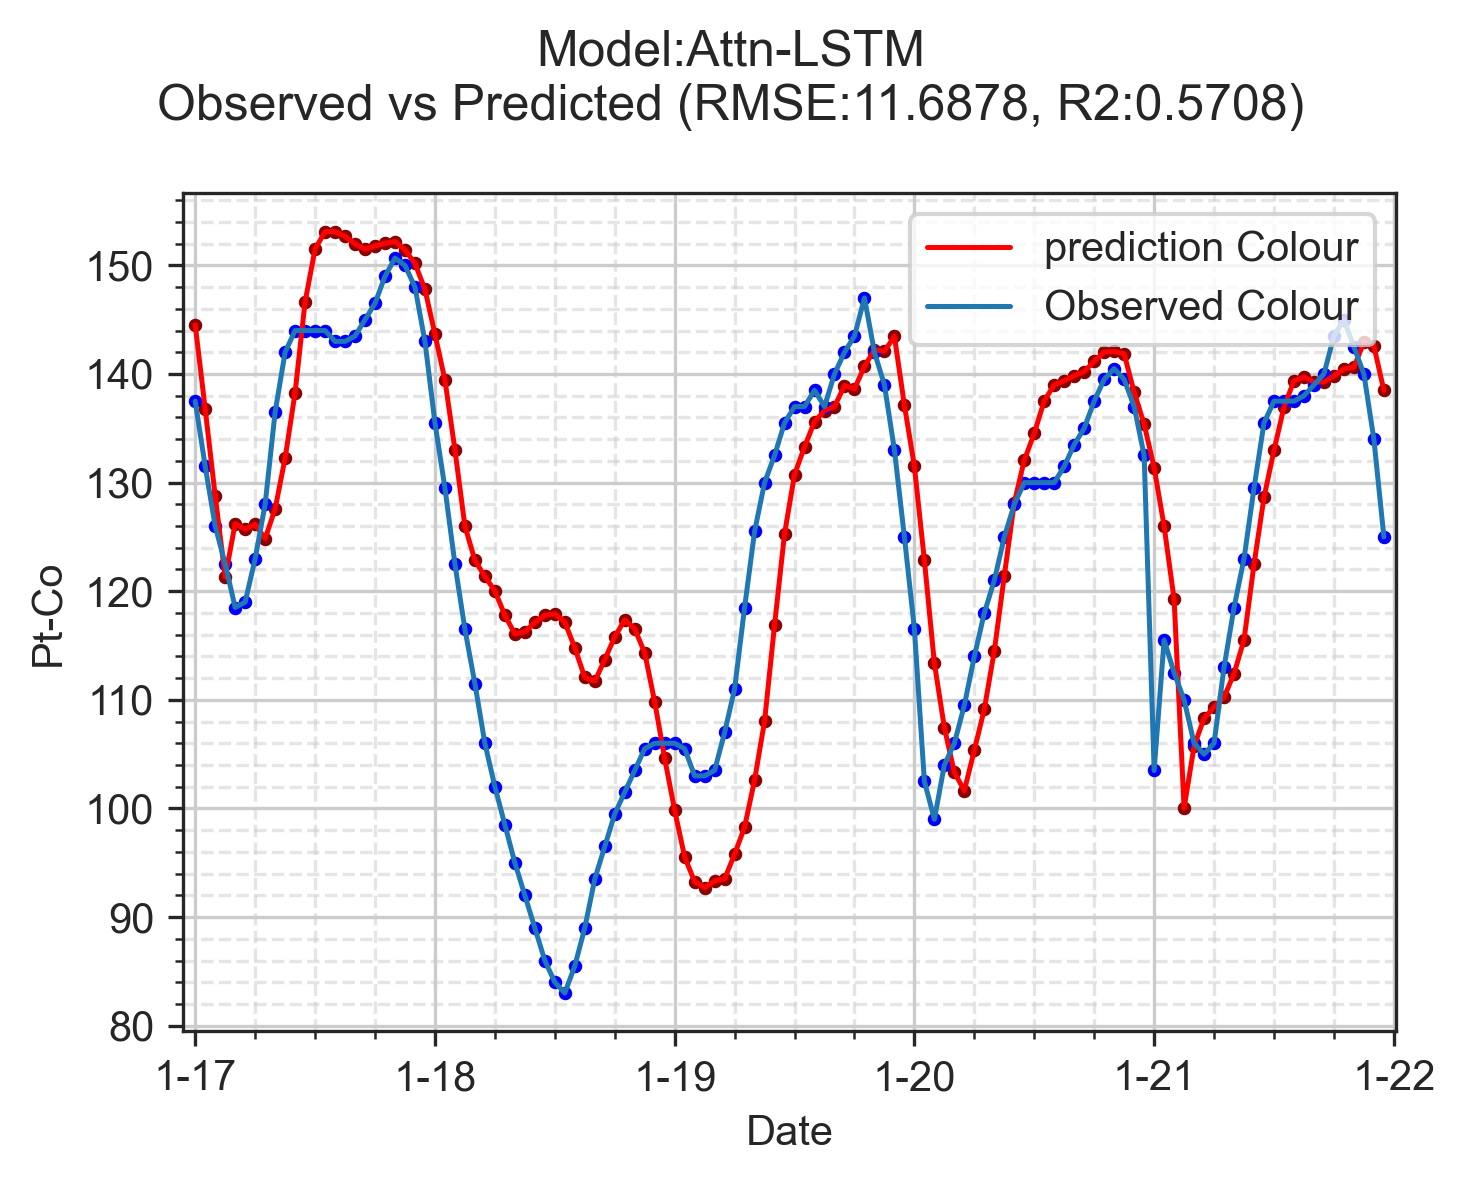 Model:Attn-LSTM
Observed vs Predicted (RMSE:11.6878, R2:0.5708)
prediction Colour
Observed Colour
150
140
130
120
110
100
90
80
Pt-Co
1-17
1-18
1-19
1-20
1-21
1-22
Date